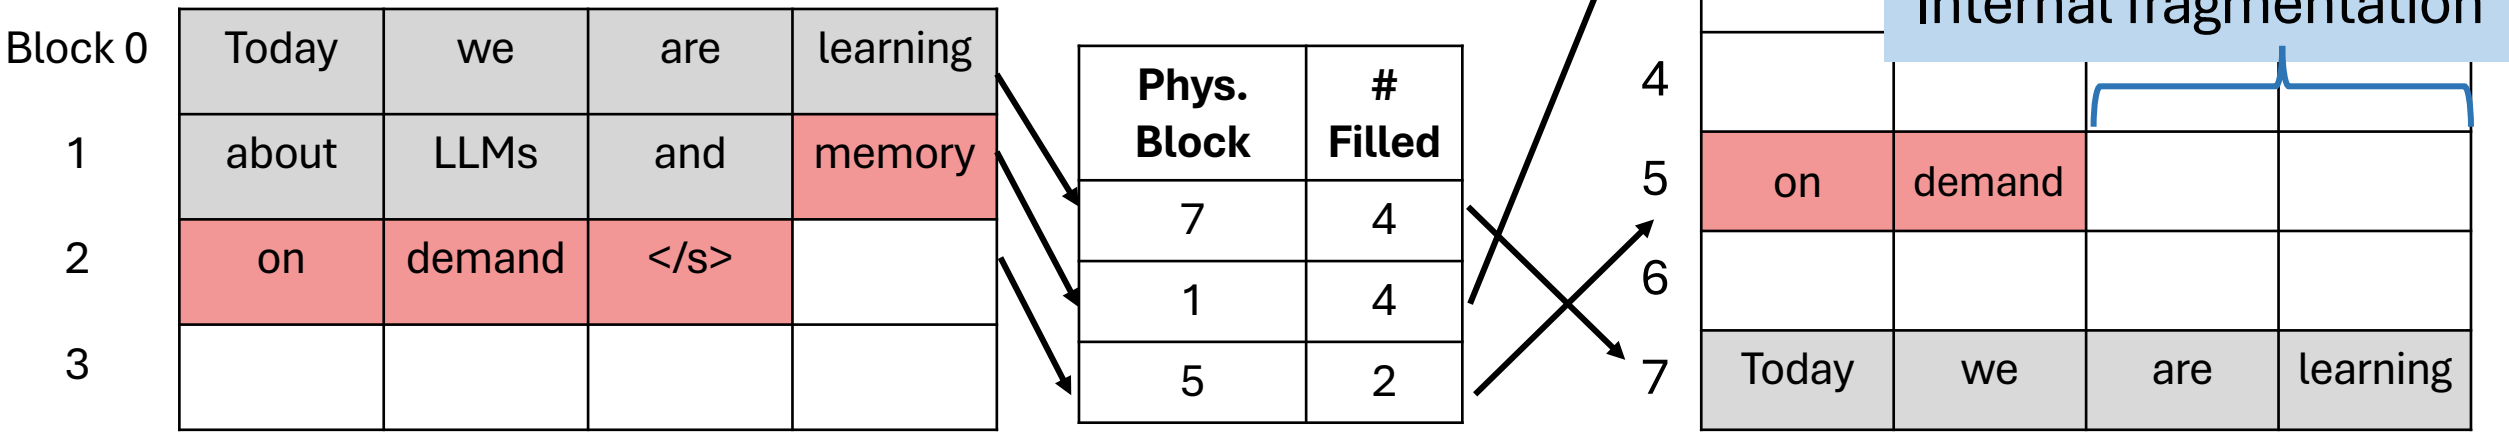 Internal fragmentation
Block 0 Today we are learning
1 about LLMs and memory
2 on demand </s>
3
Phys. Block # Filled
7 4
1 4
5 2
4
5 on demand
6
7 Today we are learning